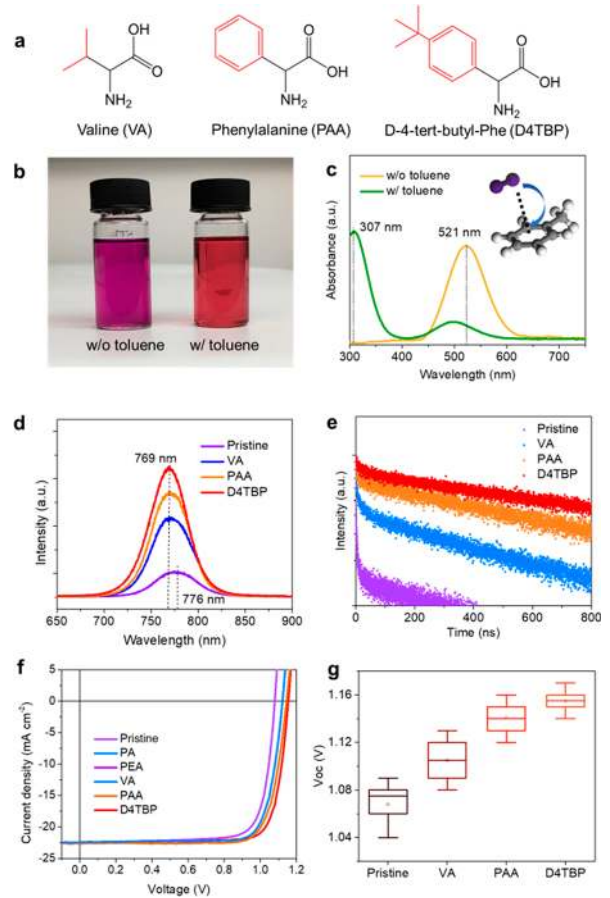 a
OH
O
NH₂
Valine (VA)
O
OH
NH₂
Phenylalanine (PAA)
O
OH
NH₂
D-4-tert-butyl-Phe (D4TBP)
b
w/o toluene
w/ toluene
c
w/o toluene
w/ toluene
307 nm
521 nm
Absorbance (a.u.)
300 400 500 600 700
Wavelength (nm)
d
Pristine
VA
PAA
D4TBP
769 nm
776 nm
Intensity (a.u.)
650 700 750 800 850 900
Wavelength (nm)
e
Pristine
VA
PAA
D4TBP
Intensity (a.u.)
0 200 400 600 800
Time (ns)
f
5
0
-5
-10
-15
-20
-25
Pristine
PA
PEA
VA
PAA
D4TBP
Current density (mA cm⁻²)
0.0 0.2 0.4 0.6 0.8 1.0 1.2
Voltage (V)
g
1.16
1.12
1.08
1.04
Voc (V)
Pristine VA PAA D4TBP